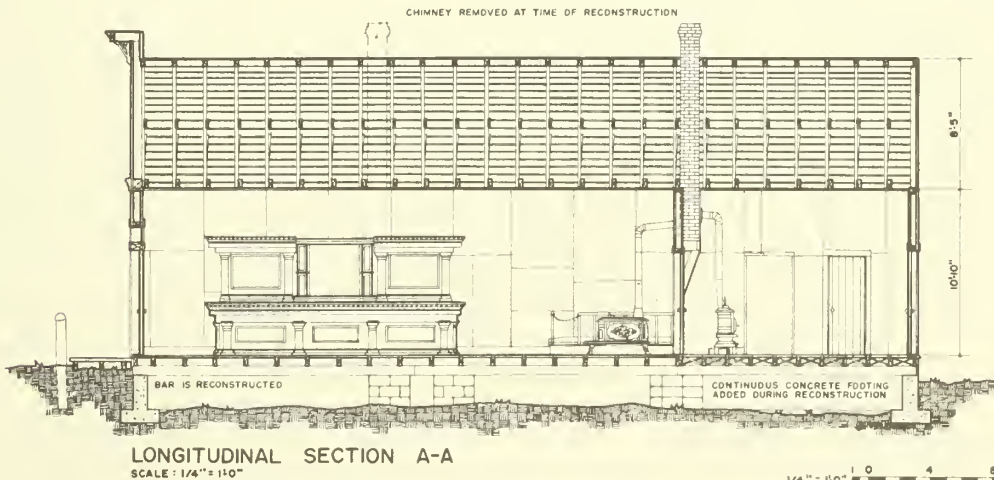 CHIMNEY REMOVED AT TIME OF RECONSTRUCTION
8'-5"
10'-10"
BAR IS RECONSTRUCTED
CONTINUOUS CONCRETE FOOTING
ADDED DURING RECONSTRUCTION
LONGITUDINAL SECTION A-A
SCALE: 1/4" = 1'-0"
1/4" = 1'-0"
1 0 4 8